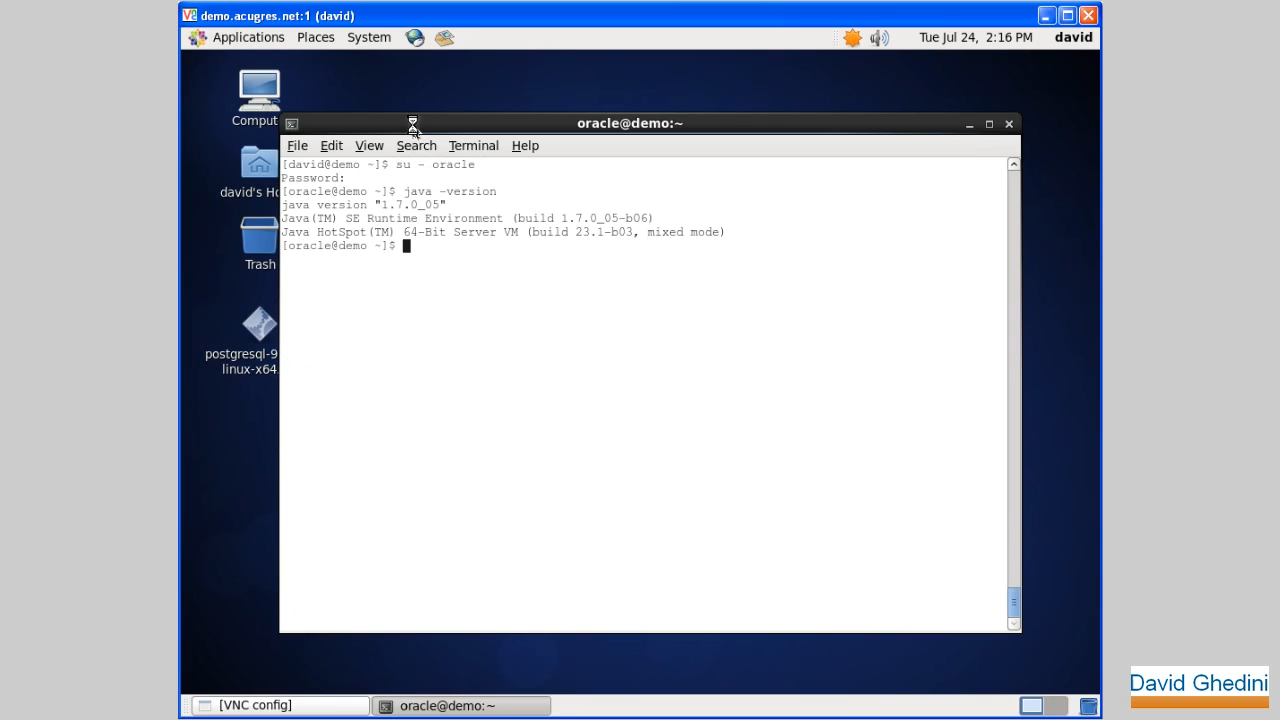 demo.acugres.net:1 (david)
Applications Places System
Tue Jul 24, 2:16 PM david
Comput
david's Ho
Trash
postgresql-9
linux-x64
oracle@demo:~
File Edit View Search Terminal Help
[david@demo ~]$ su - oracle
Password:
[oracle@demo ~]$ java -version
java version "1.7.0_05"
Java(TM) SE Runtime Environment (build 1.7.0_05-b06)
Java HotSpot(TM) 64-Bit Server VM (build 23.1-b03, mixed mode)
[oracle@demo ~]$
[VNC config]
oracle@demo:~
David Ghedini